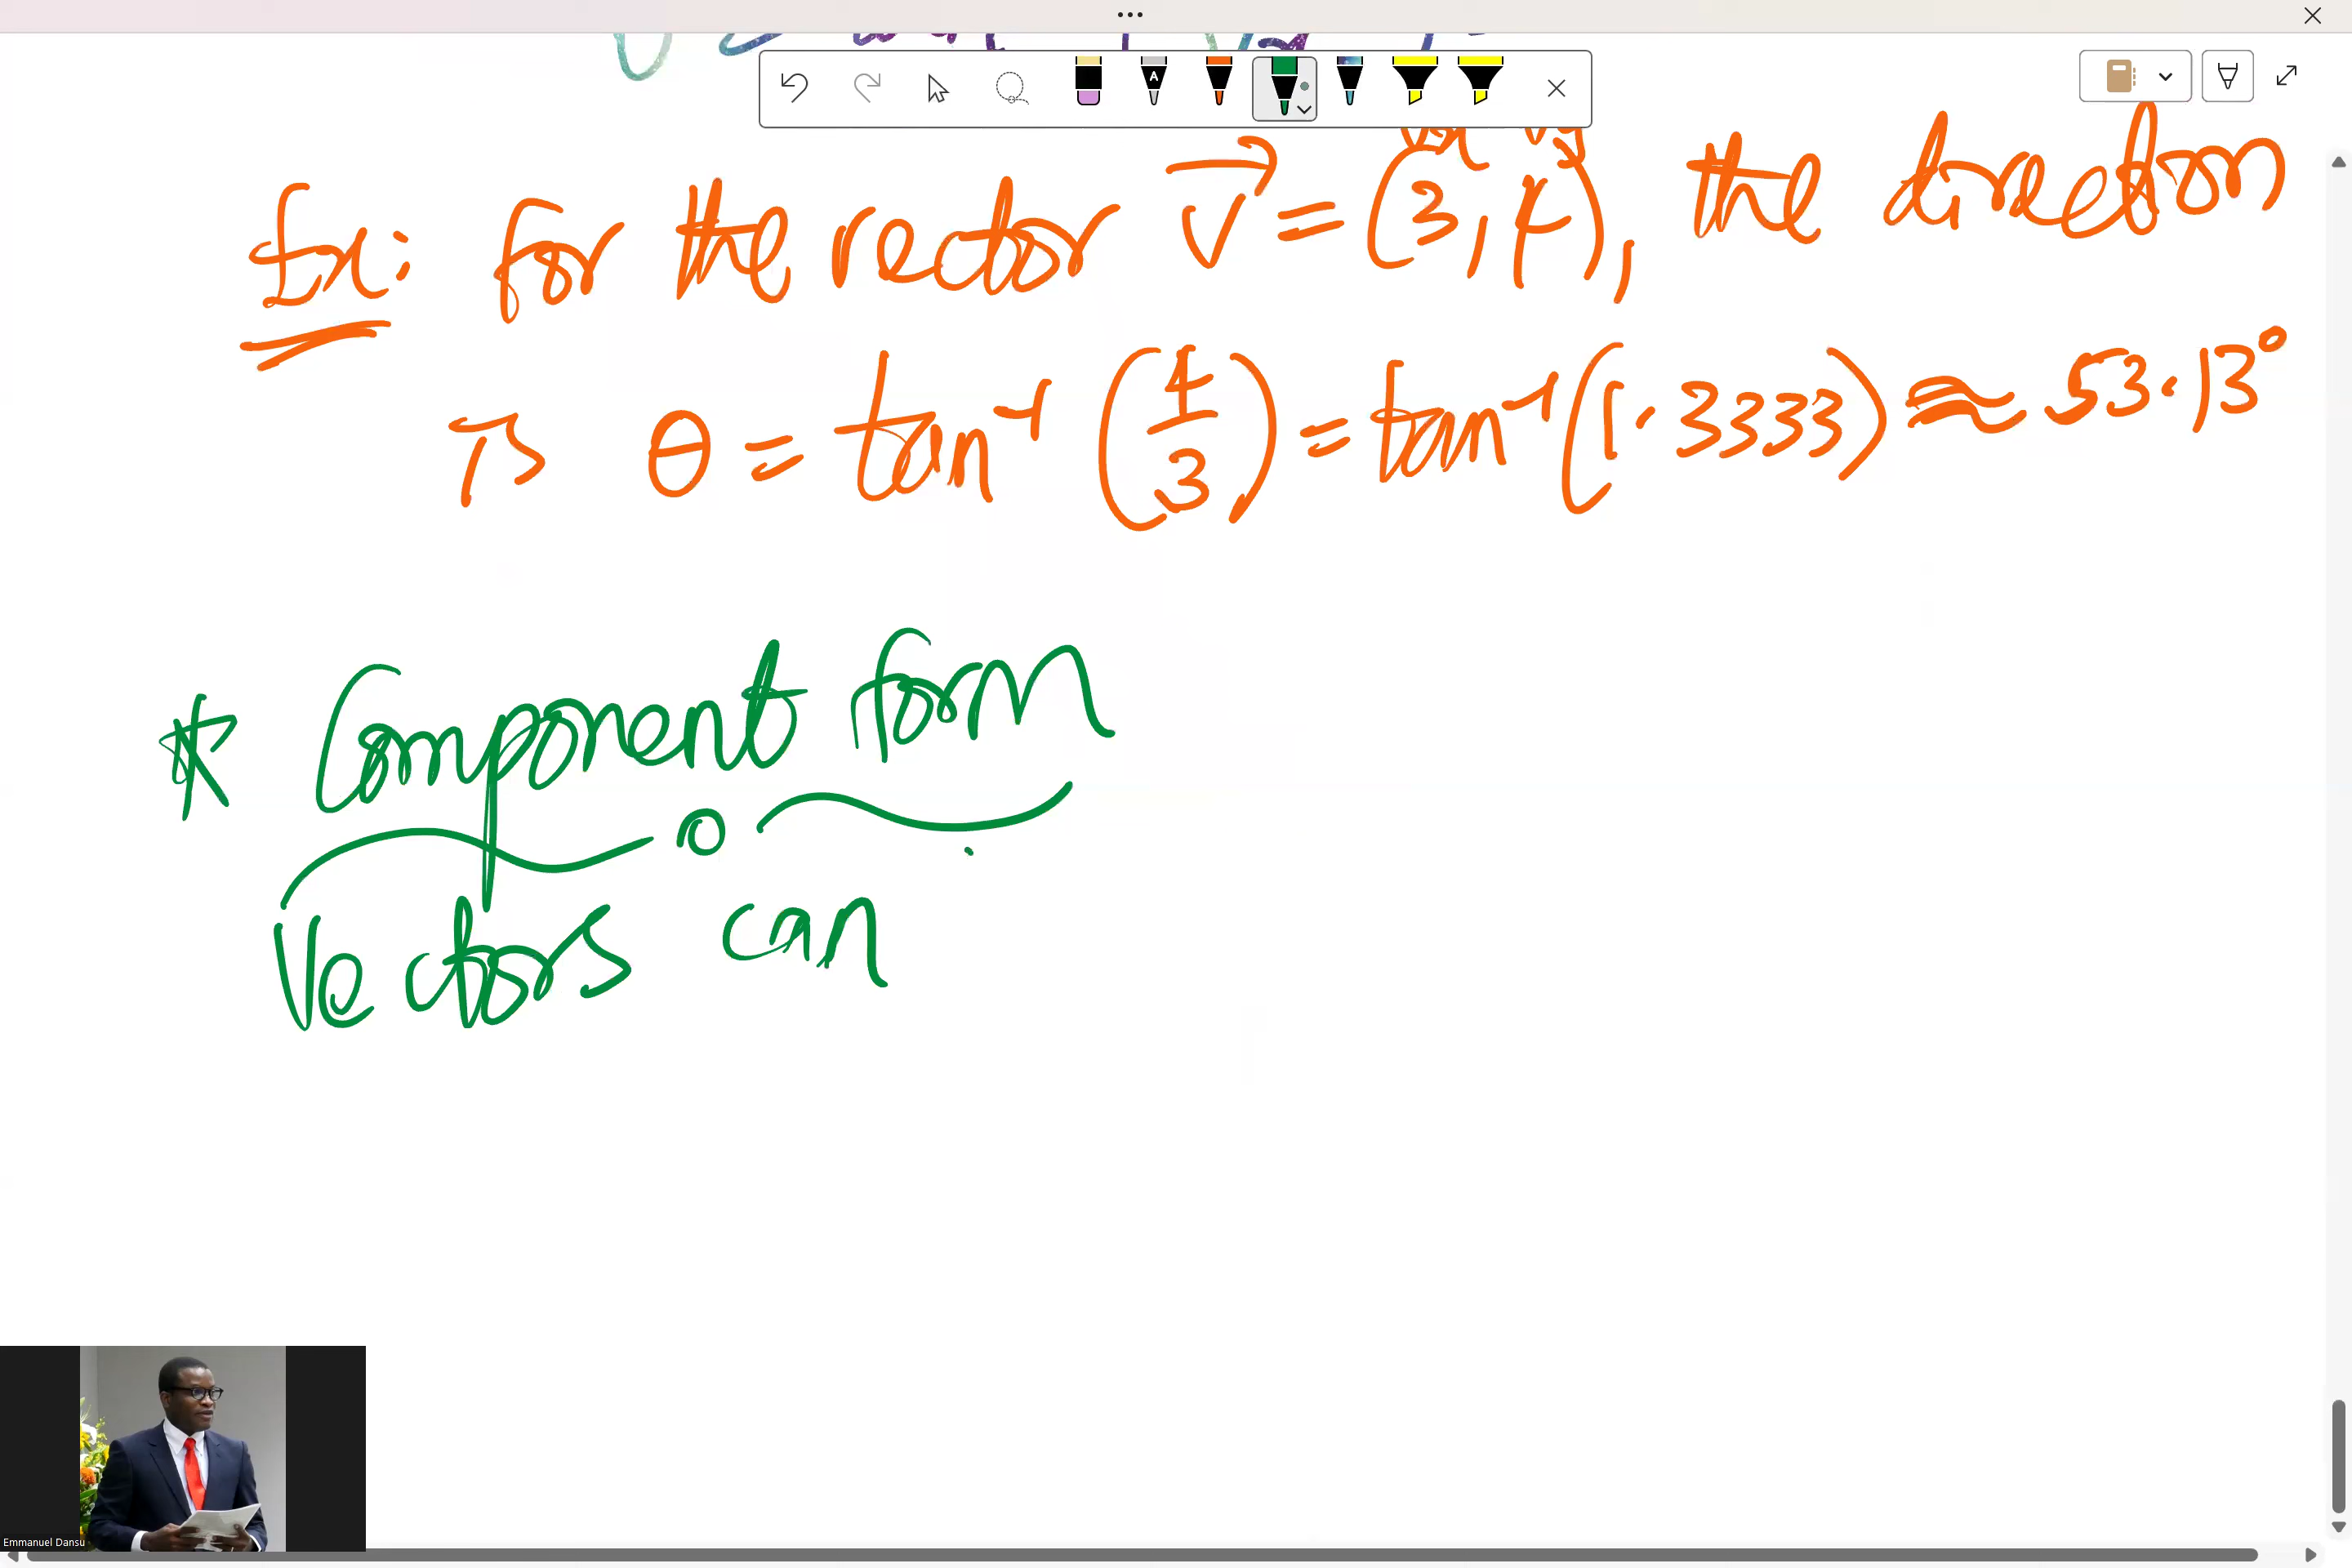 Ex: for the vector v⃗ = (3, 4), the direction
is θ = tan⁻¹ (4/3) = tan⁻¹(1.3333) ≈ 53.13°
* Component form
Vectors can
Emmanuel Dansu